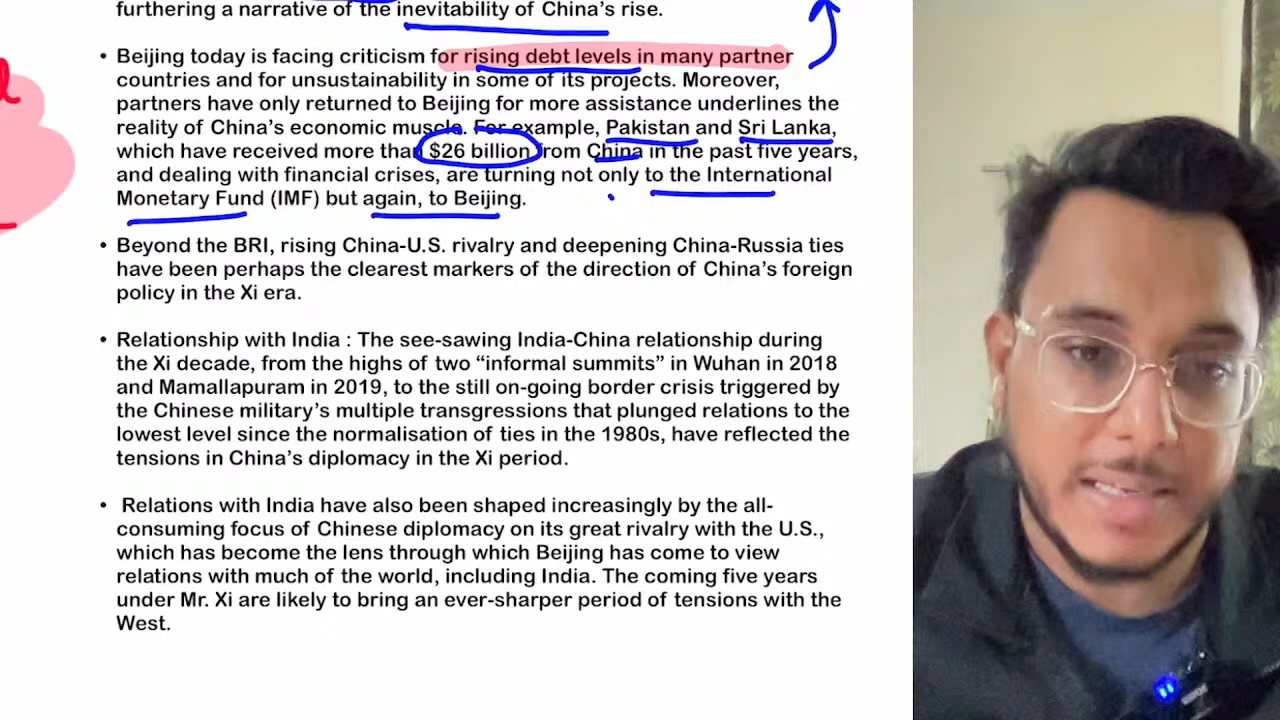 furthering a narrative of the inevitability of China's rise.
• Beijing today is facing criticism for rising debt levels in many partner
countries and for unsustainability in some of its projects. Moreover,
partners have only returned to Beijing for more assistance underlines the
reality of China's economic muscle. For example, Pakistan and Sri Lanka,
which have received more than $26 billion from China in the past five years,
and dealing with financial crises, are turning not only to the International
Monetary Fund (IMF) but again, to Beijing.
• Beyond the BRI, rising China-U.S. rivalry and deepening China-Russia ties
have been perhaps the clearest markers of the direction of China's foreign
policy in the Xi era.
• Relationship with India : The see-sawing India-China relationship during
the Xi decade, from the highs of two “informal summits” in Wuhan in 2018
and Mamallapuram in 2019, to the still on-going border crisis triggered by
the Chinese military's multiple transgressions that plunged relations to the
lowest level since the normalisation of ties in the 1980s, have reflected the
tensions in China's diplomacy in the Xi period.
• Relations with India have also been shaped increasingly by the all-
consuming focus of Chinese diplomacy on its great rivalry with the U.S.,
which has become the lens through which Beijing has come to view
relations with much of the world, including India. The coming five years
under Mr. Xi are likely to bring an ever-sharper period of tensions with the
West.